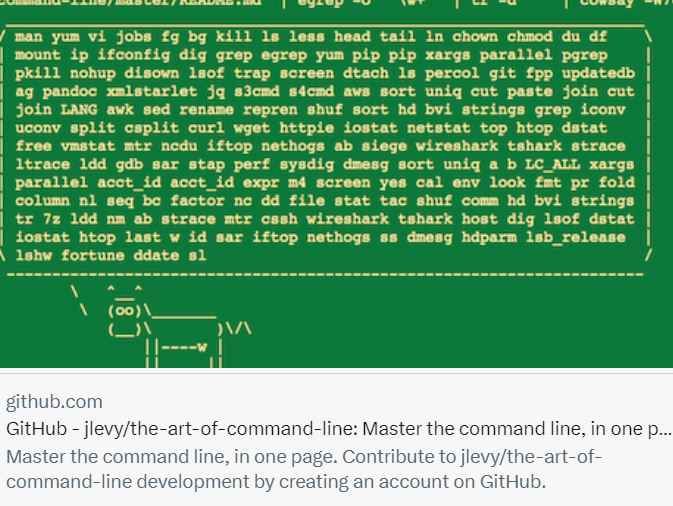 command-line/master/README.md | egrep -o '\w+' | tr -d | cowsay -W
/ man yum vi jobs fg bg kill ls less head tail ln chown chmod du df \
| mount ip ifconfig dig grep egrep yum pip pip xargs parallel pgrep |
| pkill nohup disown lsof trap screen dtach ls percol git fpp updatedb |
| ag pandoc xmlstarlet jq s3cmd s4cmd aws sort uniq cut paste join cut |
| join LANG awk sed rename repren shuf sort hd bvi strings grep iconv |
| uconv split csplit curl wget httpie iostat netstat top htop dstat |
| free vmstat mtr ncdu iftop nethogs ab siege wireshark tshark strace |
| ltrace ldd gdb sar stap perf sysdig dmesg sort uniq a b LC_ALL xargs |
| parallel acct_id acct_id expr m4 screen yes cal env look fmt pr fold |
| column nl seq bc factor nc dd file stat tac shuf comm hd bvi strings |
| tr 7z ldd nm ab strace mtr cssh wireshark tshark host dig lsof dstat |
| iostat htop last w id sar iftop nethogs ss dmesg hdparm lsb_release |
\ lshw fortune ddate sl /
---------------------------------------------------------------------
\ ^__^
\ (oo)\_______
(__)\ )\/\
||----w |
|| ||
github.com
GitHub - jlevy/the-art-of-command-line: Master the command line, in one p...
Master the command line, in one page. Contribute to jlevy/the-art-of-
command-line development by creating an account on GitHub.